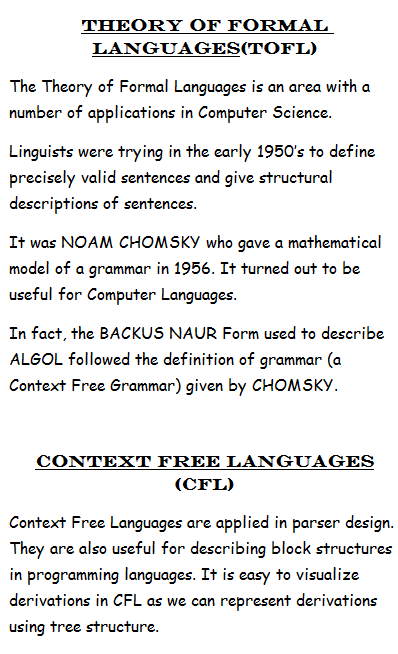 THEORY OF FORMAL
LANGUAGES(TOFL)
The Theory of Formal Languages is an area with a
number of applications in Computer Science.
Linguists were trying in the early 1950's to define
precisely valid sentences and give structural
descriptions of sentences.
It was NOAM CHOMSKY who gave a mathematical
model of a grammar in 1956. It turned out to be
useful for Computer Languages.
In fact, the BACKUS NAUR Form used to describe
ALGOL followed the definition of grammar (a
Context Free Grammar) given by CHOMSKY.
CONTEXT FREE LANGUAGES
(CFL)
Context Free Languages are applied in parser design.
They are also useful for describing block structures
in programming languages. It is easy to visualize
derivations in CFL as we can represent derivations
using tree structure.